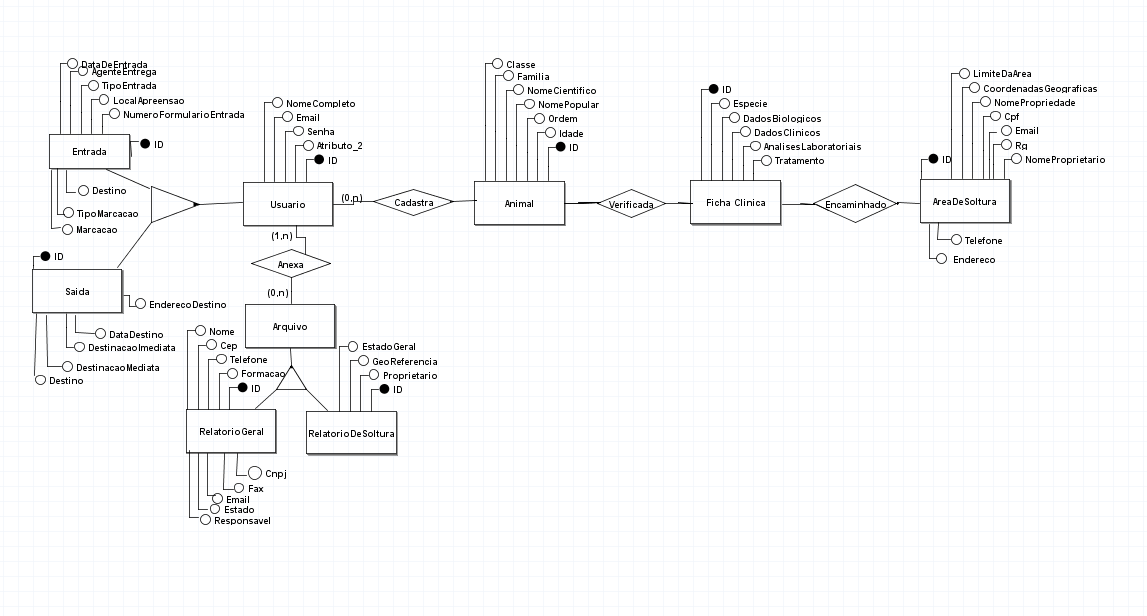 DataDeEntrada
AgenteEntrega
TipoEntrada
LocalApreensao
NumeroFormularioEntrada
ID
Entrada
Destino
TipoMarcacao
Marcacao
ID
Saida
EnderecoDestino
DataDestino
DestinacaoImediata
DestinacaoMediata
Destino
NomeCompleto
Email
Senha
Atributo_2
ID
Usuario
(0,n)
Cadastra
(1,n)
Anexa
(0,n)
Arquivo
Nome
Cep
Telefone
Formacao
ID
RelatorioGeral
Cnpj
Fax
Email
Estado
Responsavel
EstadoGeral
GeoReferencia
Proprietario
ID
RelatorioDeSoltura
Classe
Familia
NomeCientifico
NomePopular
Ordem
Idade
ID
Animal
Verificada
ID
Especie
DadosBiologicos
DadosClinicos
AnalisesLaboratoriais
Tratamento
Ficha Clinica
Encaminhado
LimiteDaArea
CoordenadasGeograficas
NomePropriedade
Cpf
Email
Rg
NomeProprietario
ID
AreaDeSoltura
Telefone
Endereco